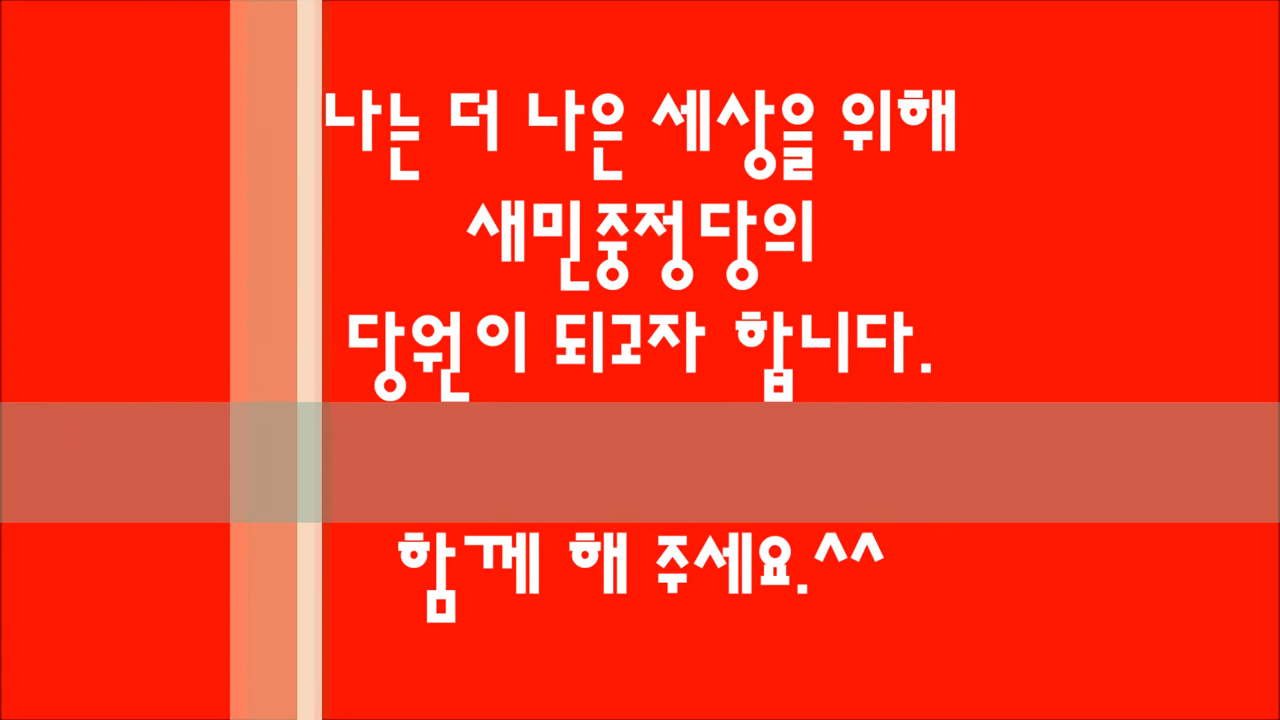 나는 더 나은 세상을 위해
새민중정당의
당원이 되고자 합니다.
함께 해 주세요.^^